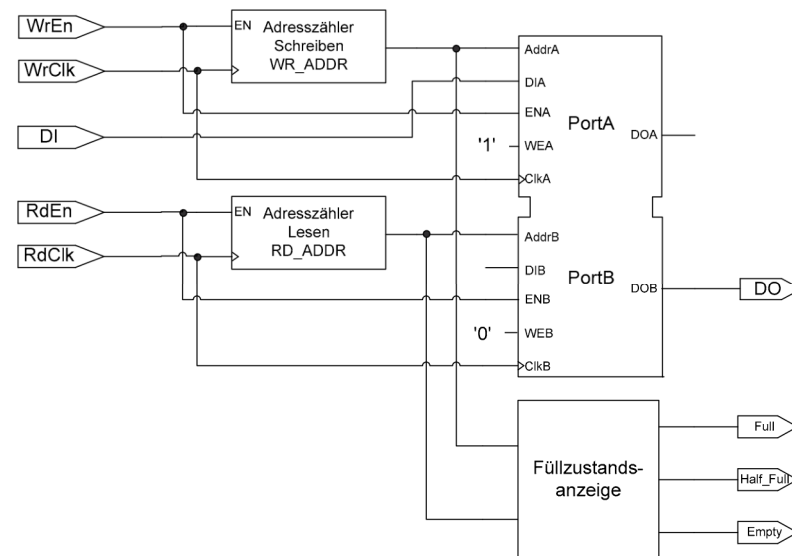 WrEn
EN
Adresszähler
Schreiben
WR_ADDR
WrClk
AddrA
DIA
DI
ENA
PortA
DOA
'1'
WEA
ClkA
RdEn
EN
Adresszähler
Lesen
RD_ADDR
RdClk
AddrB
DIB
PortB
DOB
DO
ENB
'0'
WEB
ClkB
Füllzustands-
anzeige
Full
Half_Full
Empty